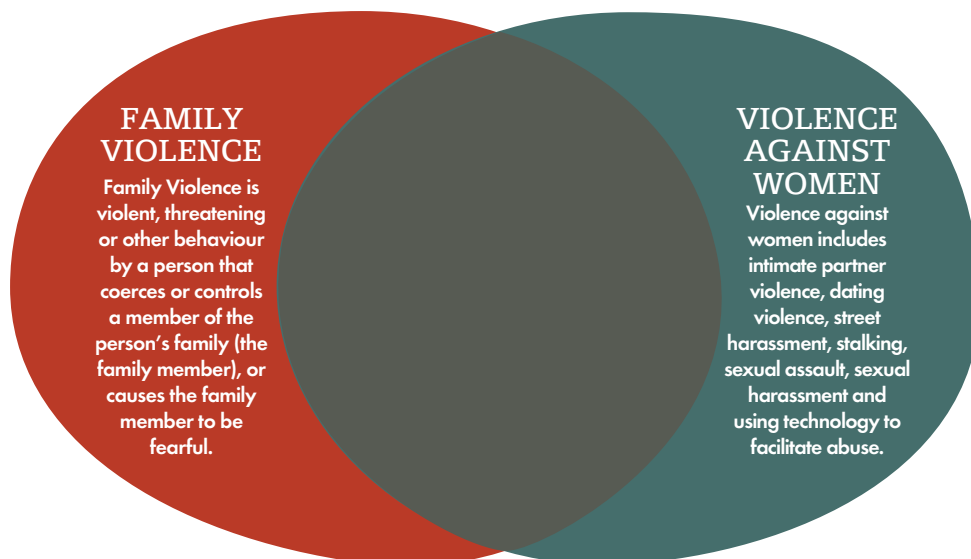 FAMILY
VIOLENCE
Family Violence is
violent, threatening
or other behaviour
by a person that
coerces or controls
a member of the
person's family (the
family member), or
causes the family
member to be
fearful.
VIOLENCE
AGAINST
WOMEN
Violence against
women includes
intimate partner
violence, dating
violence, street
harassment, stalking,
sexual assault, sexual
harassment and
using technology to
facilitate abuse.